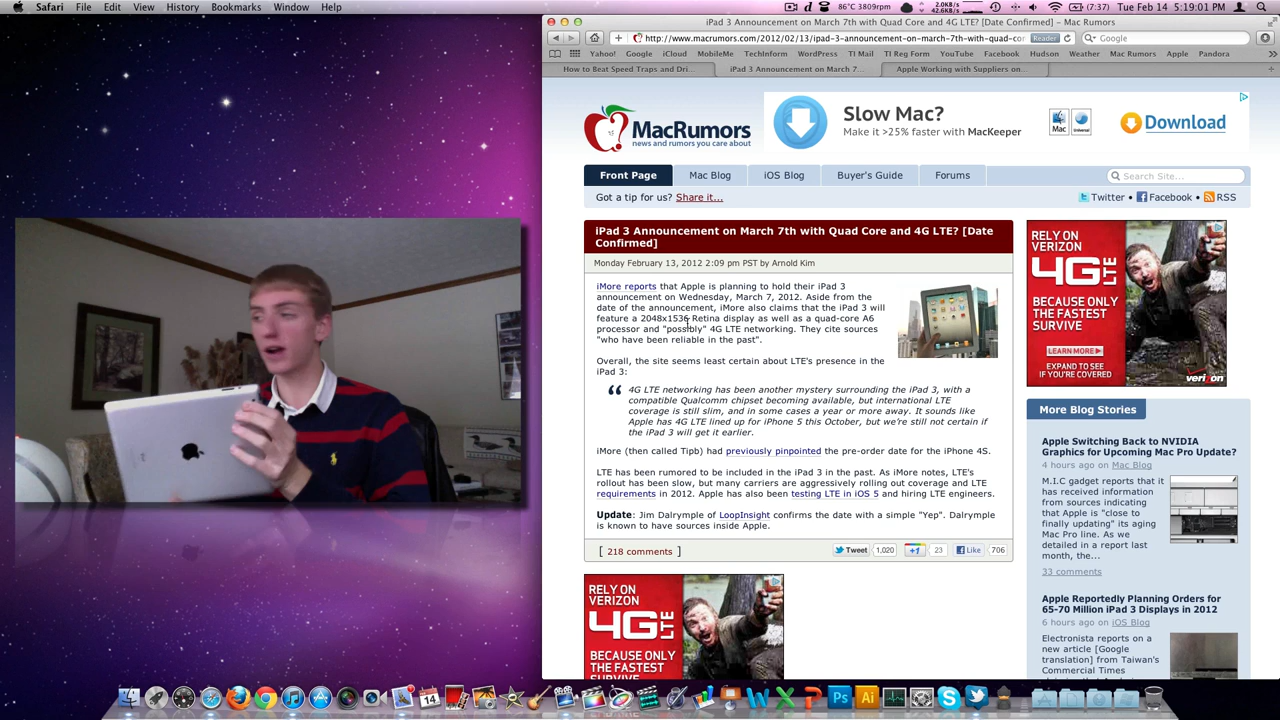 Safari File Edit View History Bookmarks Window Help
86°C 3809rpm 2.0KB/s 42.6KB/s (7:37) Tue Feb 14 5:19:01 PM
iPad 3 Announcement on March 7th with Quad Core and 4G LTE? [Date Confirmed] – Mac Rumors
http://www.macrumors.com/2012/02/13/ipad-3-announcement-on-march-7th-with-quad-co Reader Google
Yahoo! Google iCloud MobileMe TechInform WordPress TI Mail TI Reg Form YouTube Facebook Hudson Weather Mac Rumors Apple Pandora
How to Beat Speed Traps and Dri... iPad 3 Announcement on March 7... Apple Working with Suppliers on...
MacRumors
news and rumors you care about
Slow Mac?
Make it >25% faster with MacKeeper
Mac Universal
Download
Front Page Mac Blog iOS Blog Buyer's Guide Forums Search Site...
Got a tip for us? Share it... Twitter • Facebook • RSS
iPad 3 Announcement on March 7th with Quad Core and 4G LTE? [Date
Confirmed]
Monday February 13, 2012 2:09 pm PST by Arnold Kim
iMore reports that Apple is planning to hold their iPad 3
announcement on Wednesday, March 7, 2012. Aside from the
date of the announcement, iMore also claims that the iPad 3 will
feature a 2048x1536 Retina display as well as a quad-core A6
processor and "possibly" 4G LTE networking. They cite sources
"who have been reliable in the past".
Overall, the site seems least certain about LTE's presence in the
iPad 3:
4G LTE networking has been another mystery surrounding the iPad 3, with a
compatible Qualcomm chipset becoming available, but international LTE
coverage is still slim, and in some cases a year or more away. It sounds like
Apple has 4G LTE lined up for iPhone 5 this October, but we're still not certain if
the iPad 3 will get it earlier.
iMore (then called Tipb) had previously pinpointed the pre-order date for the iPhone 4S.
LTE has been rumored to be included in the iPad 3 in the past. As iMore notes, LTE's
rollout has been slow, but many carriers are aggressively rolling out coverage and LTE
requirements in 2012. Apple has also been testing LTE in iOS 5 and hiring LTE engineers.
Update: Jim Dalrymple of LoopInsight confirms the date with a simple "Yep". Dalrymple
is known to have sources inside Apple.
[ 218 comments ] Tweet 1,020 +1 23 Like 706
RELY ON
VERIZON
4G LTE
BECAUSE ONLY
THE FASTEST
SURVIVE
LEARN MORE
EXPAND TO SEE
IF YOU'RE COVERED
verizon
More Blog Stories
Apple Switching Back to NVIDIA
Graphics for Upcoming Mac Pro Update?
4 hours ago on Mac Blog
M.I.C gadget reports that it
has received information
from sources indicating
that Apple is "close to
finally updating" its aging
Mac Pro line. As we
detailed in a report last
month, the...
33 comments
Apple Reportedly Planning Orders for
65-70 Million iPad 3 Displays in 2012
6 hours ago on iOS Blog
Electronista reports on a
new article [Google
translation] from Taiwan's
Commercial Times
RELY ON
VERIZON
4G LTE
BECAUSE ONLY
THE FASTEST
14
Ps Ai